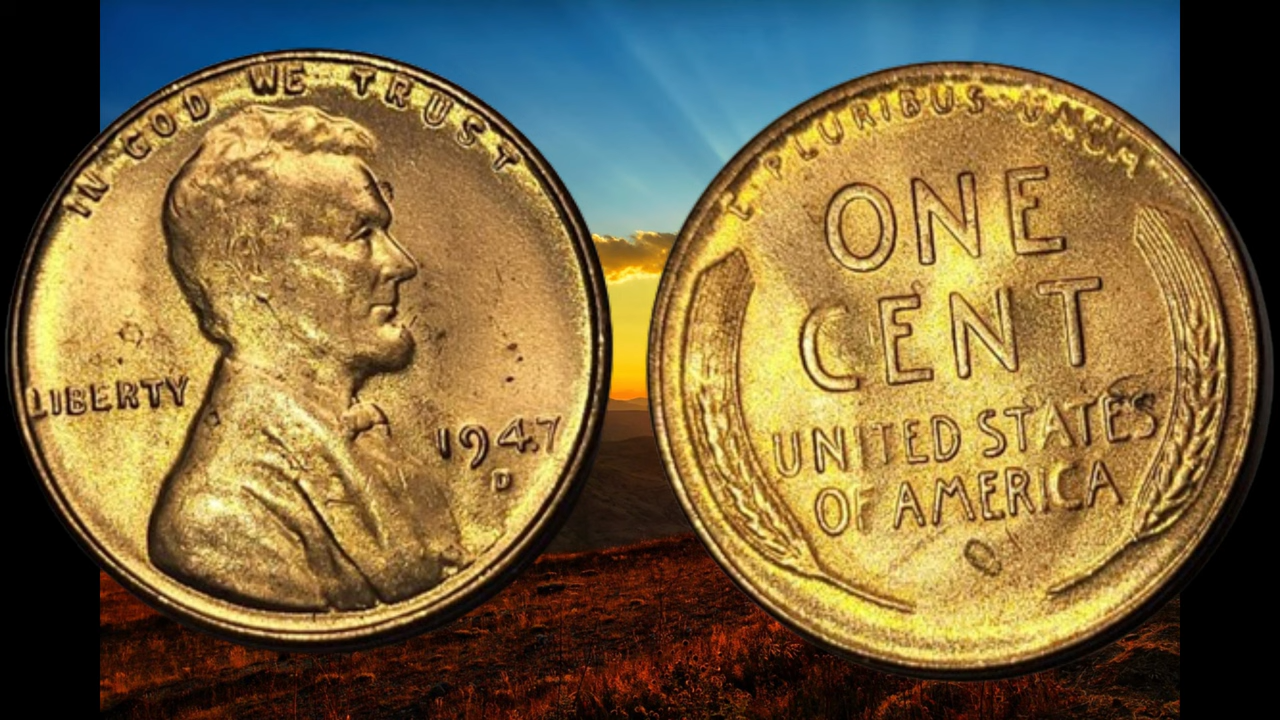 IN GOD WE TRUST
LIBERTY
1947
D
E PLURIBUS UNUM
ONE
CENT
UNITED STATES
OF AMERICA